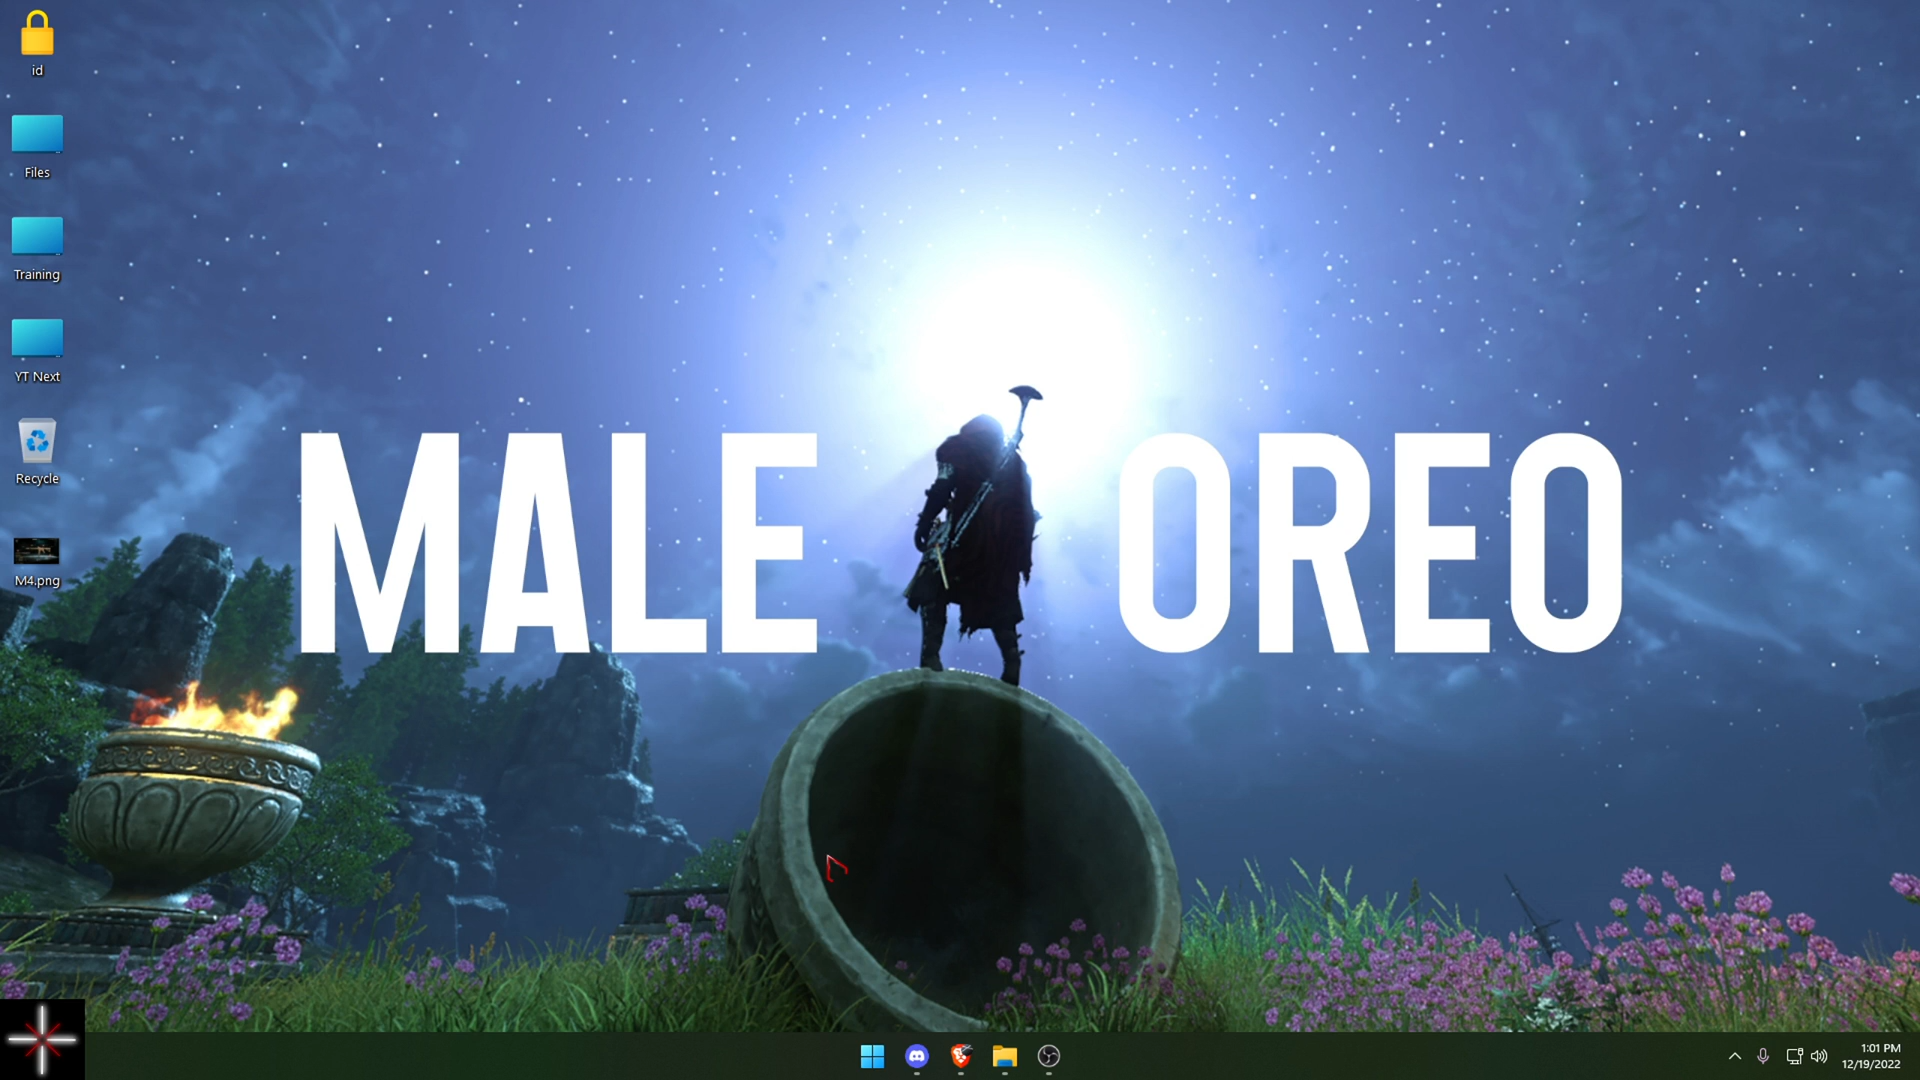 id
Files
Training
YT Next
Recycle
M4.png
MALE OREO
1:01 PM
12/19/2022